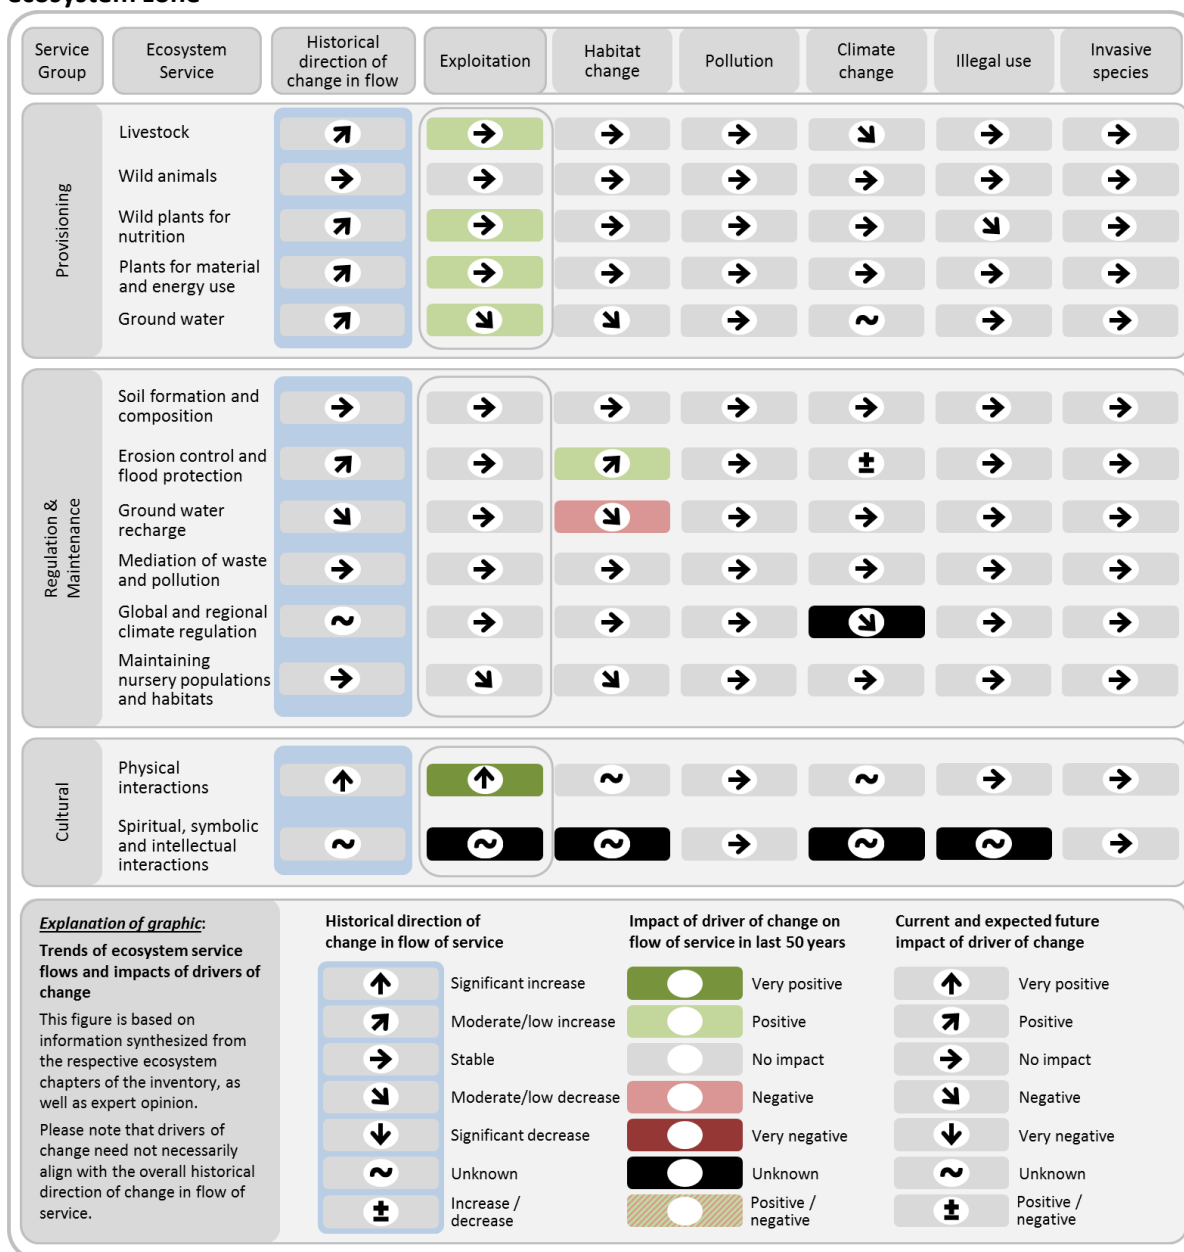 ecosystem zone
Service
Group
Ecosystem
Service
Historical
direction of
change in flow
Exploitation
Habitat
change
Pollution
Climate
change
Illegal use
Invasive
species
Provisioning
Livestock
Wild animals
Wild plants for
nutrition
Plants for material
and energy use
Ground water
Regulation &
Maintenance
Soil formation and
composition
Erosion control and
flood protection
Ground water
recharge
Mediation of waste
and pollution
Global and regional
climate regulation
Maintaining
nursery populations
and habitats
Cultural
Physical
interactions
Spiritual, symbolic
and intellectual
interactions
Explanation of graphic:
Trends of ecosystem service
flows and impacts of drivers of
change
This figure is based on
information synthesized from
the respective ecosystem
chapters of the inventory, as
well as expert opinion.
Please note that drivers of
change need not necessarily
align with the overall historical
direction of change in flow of
service.
Historical direction of
change in flow of service
Significant increase
Moderate/low increase
Stable
Moderate/low decrease
Significant decrease
Unknown
Increase /
decrease
Impact of driver of change on
flow of service in last 50 years
Very positive
Positive
No impact
Negative
Very negative
Unknown
Positive /
negative
Current and expected future
impact of driver of change
Very positive
Positive
No impact
Negative
Very negative
Unknown
Positive /
negative